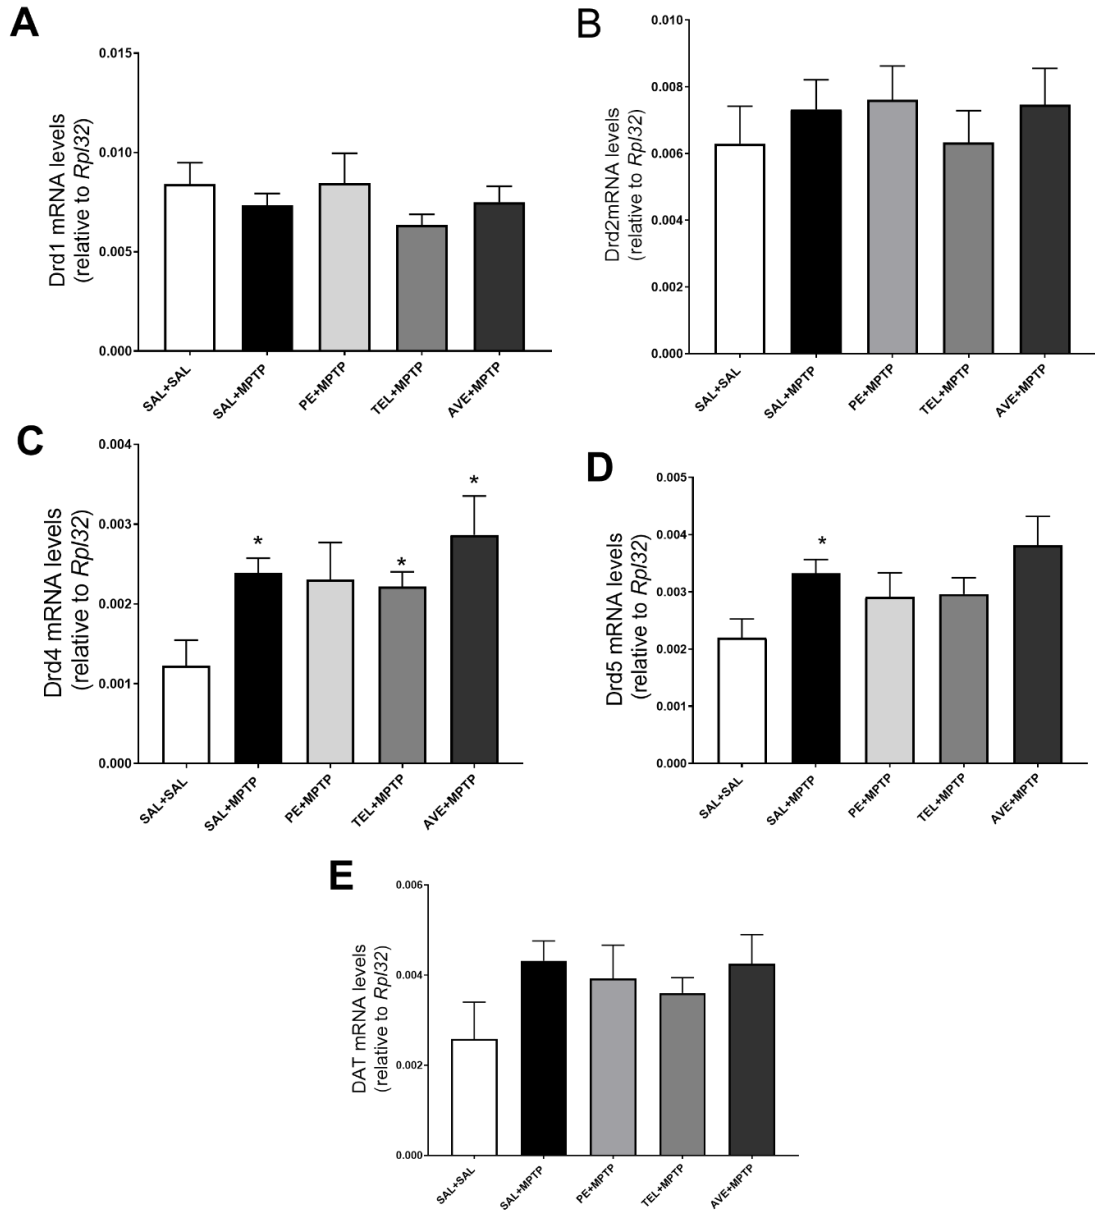 A
Drd1 mRNA levels
(relative to Rpl32)
0.015
0.010
0.005
0.000
SAL+SAL
SAL+MPTP
PE+MPTP
TEL+MPTP
AVE+MPTP
B
Drd2mRNA levels
(relative to Rpl32)
0.010
0.008
0.006
0.004
0.002
0.000
SAL+SAL
SAL+MPTP
PE+MPTP
TEL+MPTP
AVE+MPTP
C
Drd4 mRNA levels
(relative to Rpl32)
0.004
0.003
0.002
0.001
0.000
*
*
*
SAL+SAL
SAL+MPTP
PE+MPTP
TEL+MPTP
AVE+MPTP
D
Drd5 mRNA levels
(relative to Rpl32)
0.005
0.004
0.003
0.002
0.001
0.000
*
SAL+SAL
SAL+MPTP
PE+MPTP
TEL+MPTP
AVE+MPTP
E
DAT mRNA levels
(relative to Rpl32)
0.006
0.004
0.002
0.000
SAL+SAL
SAL+MPTP
PE+MPTP
TEL+MPTP
AVE+MPTP